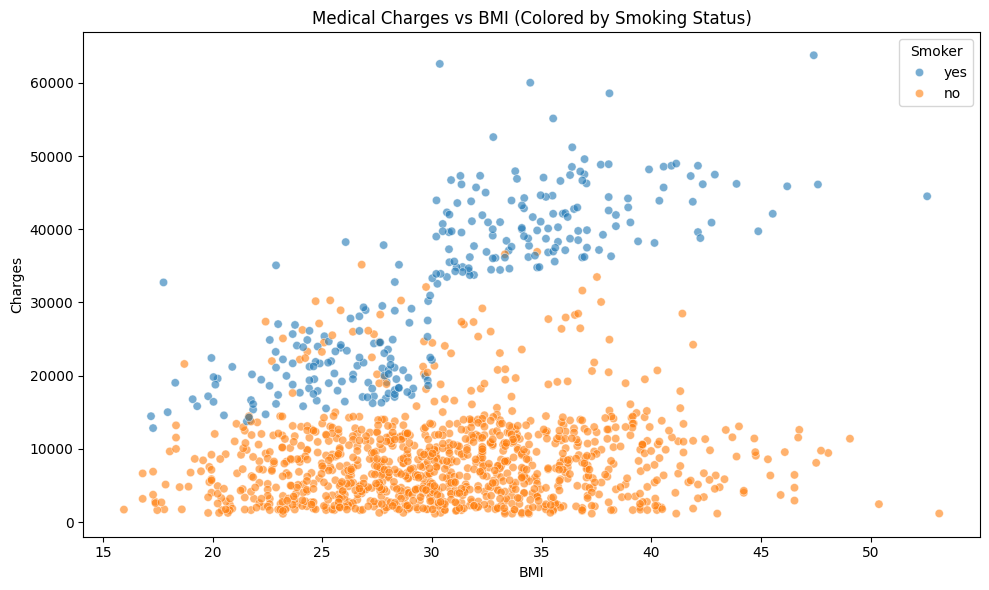 Medical Charges vs BMI (Colored by Smoking Status)
Smoker
yes
no
Charges
60000
50000
40000
30000
20000
10000
0
15 20 25 30 35 40 45 50
BMI